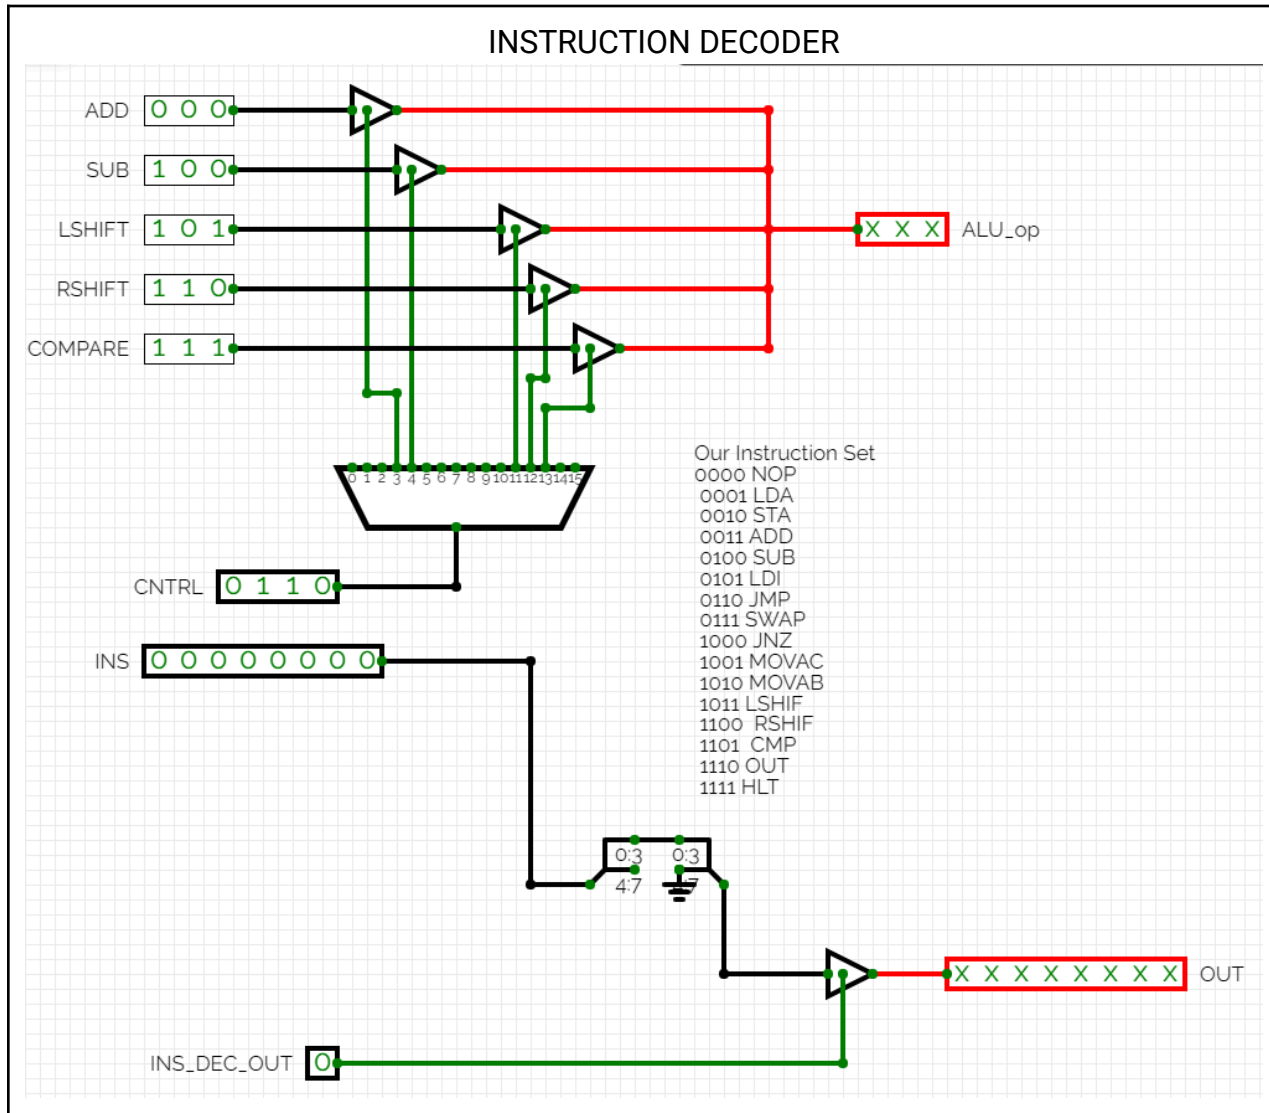 INSTRUCTION DECODER
ADD 0 0 0
SUB 1 0 0
LSHIFT 1 0 1
X X X ALU_op
RSHIFT 1 1 0
COMPARE 1 1 1
0 1 2 3 4 5 6 7 8 9 10 11 12 13 14 15
CNTRL 0 1 1 0
INS 0 0 0 0 0 0 0 0
Our Instruction Set
0000 NOP
0001 LDA
0010 STA
0011 ADD
0100 SUB
0101 LDI
0110 JMP
0111 SWAP
1000 JNZ
1001 MOVAC
1010 MOVAB
1011 LSHIF
1100 RSHIF
1101 CMP
1110 OUT
1111 HLT
0:3 0:3
4:7 7
X X X X X X X X OUT
INS_DEC_OUT 0